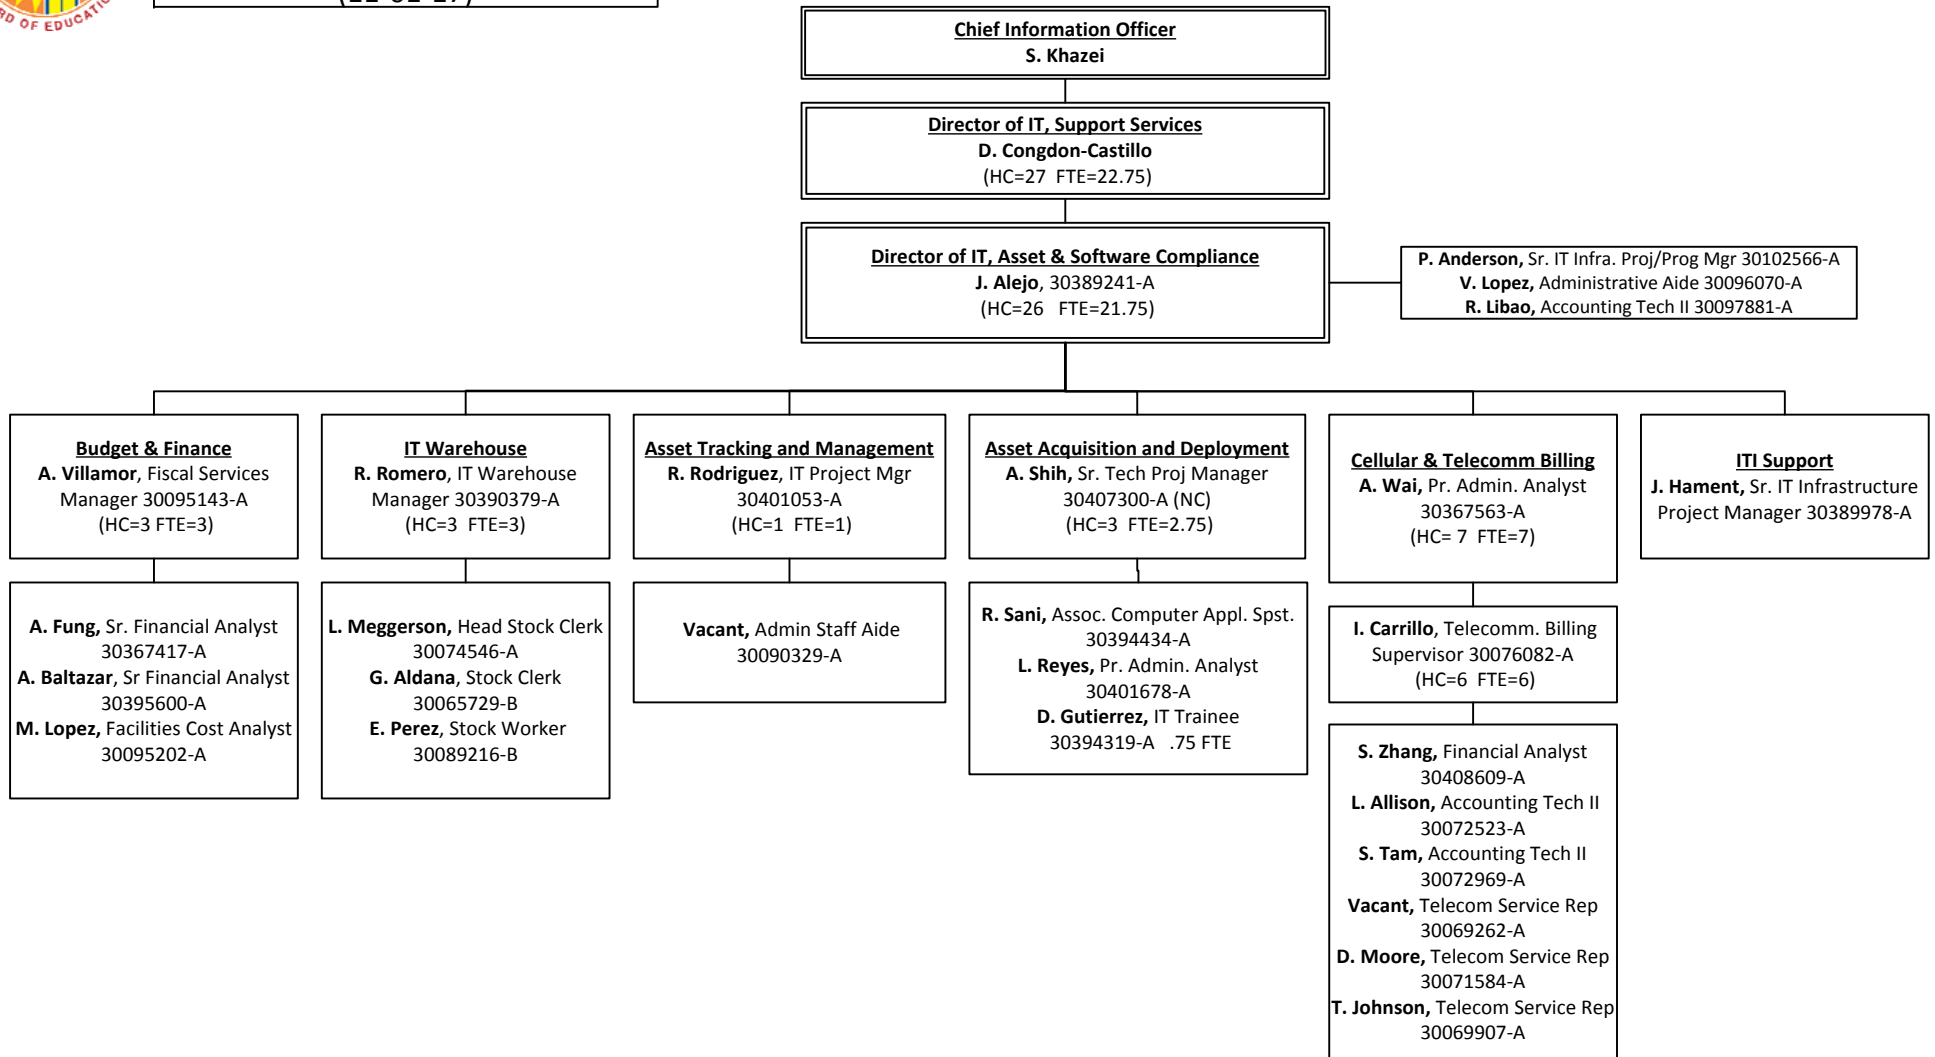 RD OF EDUCATIO
Chief Information Officer
S. Khazei
Director of IT, Support Services
D. Congdon-Castillo
(HC=27 FTE=22.75)
Director of IT, Asset & Software Compliance
J. Alejo, 30389241-A
(HC=26 FTE=21.75)
P. Anderson, Sr. IT Infra. Proj/Prog Mgr 30102566-A
V. Lopez, Administrative Aide 30096070-A
R. Libao, Accounting Tech II 30097881-A
Budget & Finance
A. Villamor, Fiscal Services
Manager 30095143-A
(HC=3 FTE=3)
IT Warehouse
R. Romero, IT Warehouse
Manager 30390379-A
(HC=3 FTE=3)
Asset Tracking and Management
R. Rodriguez, IT Project Mgr
30401053-A
(HC=1 FTE=1)
Asset Acquisition and Deployment
A. Shih, Sr. Tech Proj Manager
30407300-A (NC)
(HC=3 FTE=2.75)
Cellular & Telecomm Billing
A. Wai, Pr. Admin. Analyst
30367563-A
(HC= 7 FTE=7)
ITI Support
J. Hament, Sr. IT Infrastructure
Project Manager 30389978-A
A. Fung, Sr. Financial Analyst
30367417-A
A. Baltazar, Sr Financial Analyst
30395600-A
M. Lopez, Facilities Cost Analyst
30095202-A
L. Meggerson, Head Stock Clerk
30074546-A
G. Aldana, Stock Clerk
30065729-B
E. Perez, Stock Worker
30089216-B
Vacant, Admin Staff Aide
30090329-A
R. Sani, Assoc. Computer Appl. Spst.
30394434-A
L. Reyes, Pr. Admin. Analyst
30401678-A
D. Gutierrez, IT Trainee
30394319-A .75 FTE
I. Carrillo, Telecomm. Billing
Supervisor 30076082-A
(HC=6 FTE=6)
S. Zhang, Financial Analyst
30408609-A
L. Allison, Accounting Tech II
30072523-A
S. Tam, Accounting Tech II
30072969-A
Vacant, Telecom Service Rep
30069262-A
D. Moore, Telecom Service Rep
30071584-A
T. Johnson, Telecom Service Rep
30069907-A